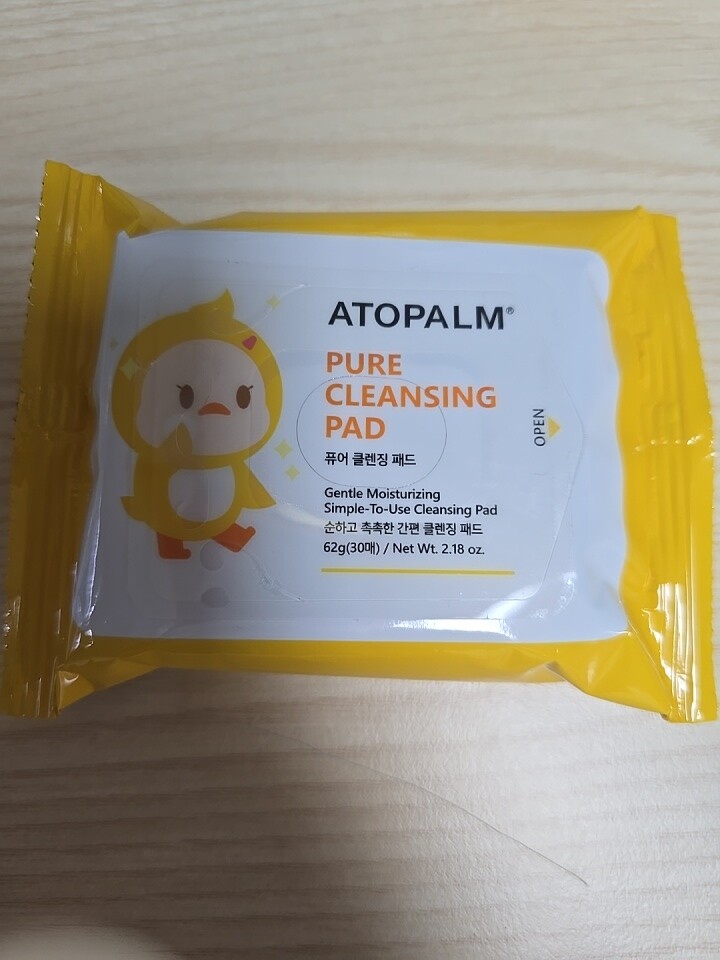 ATOPALM®
PURE
CLEANSING
PAD
퓨어 클렌징 패드
Gentle Moisturizing
Simple-To-Use Cleansing Pad
순하고 촉촉한 간편 클렌징 패드
62g(30매) / Net Wt. 2.18 oz.
OPEN